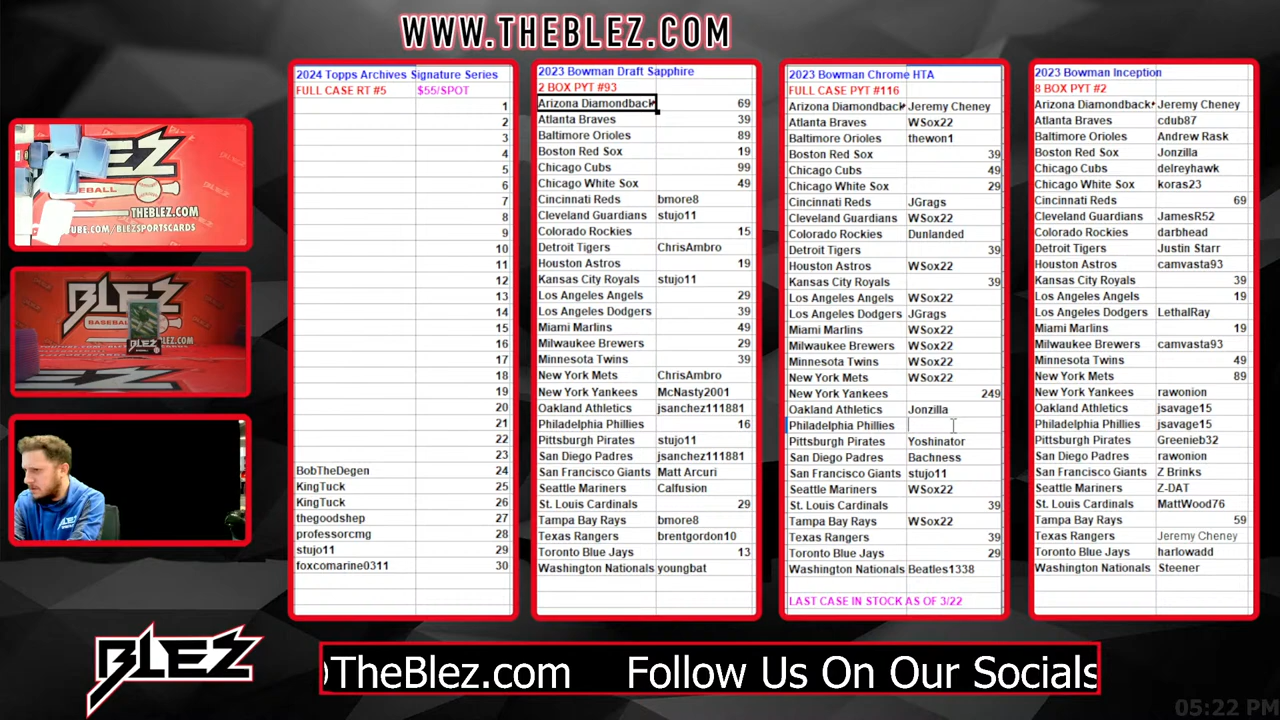 WWW.THEBLEZ.COM
2024 Topps Archives Signature Series
FULL CASE RT #5 $55/SPOT
1
2
3
4
5
6
7
8
9
10
11
12
13
14
15
16
17
18
19
20
21
22
23
BobTheDegen 24
KingTuck 25
KingTuck 26
thegoodshep 27
professorcmg 28
stujo11 29
foxcomarine0311 30
2023 Bowman Draft Sapphire
2 BOX PYT #93
Arizona Diamondback 69
Atlanta Braves 39
Baltimore Orioles 89
Boston Red Sox 19
Chicago Cubs 99
Chicago White Sox 49
Cincinnati Reds bmore8
Cleveland Guardians stujo11
Colorado Rockies 15
Detroit Tigers ChrisAmbro
Houston Astros 19
Kansas City Royals stujo11
Los Angeles Angels 29
Los Angeles Dodgers 39
Miami Marlins 49
Milwaukee Brewers 29
Minnesota Twins 39
New York Mets ChrisAmbro
New York Yankees McNasty2001
Oakland Athletics jsanchez111881
Philadelphia Phillies 16
Pittsburgh Pirates stujo11
San Diego Padres jsanchez111881
San Francisco Giants Matt Arcuri
Seattle Mariners Calfusion
St. Louis Cardinals 29
Tampa Bay Rays bmore8
Texas Rangers brentgordon10
Toronto Blue Jays 13
Washington Nationals youngbat
2023 Bowman Chrome HTA
FULL CASE PYT #116
Arizona Diamondback Jeremy Cheney
Atlanta Braves WSox22
Baltimore Orioles thewon1
Boston Red Sox 39
Chicago Cubs 49
Chicago White Sox 29
Cincinnati Reds JGrags
Cleveland Guardians WSox22
Colorado Rockies Dunlanded
Detroit Tigers 39
Houston Astros WSox22
Kansas City Royals 39
Los Angeles Angels WSox22
Los Angeles Dodgers JGrags
Miami Marlins WSox22
Milwaukee Brewers WSox22
Minnesota Twins WSox22
New York Mets WSox22
New York Yankees 249
Oakland Athletics Jonzilla
Philadelphia Phillies
Pittsburgh Pirates Yoshinator
San Diego Padres Bachness
San Francisco Giants stujo11
Seattle Mariners WSox22
St. Louis Cardinals 39
Tampa Bay Rays WSox22
Texas Rangers 39
Toronto Blue Jays 29
Washington Nationals Beatles1338
LAST CASE IN STOCK AS OF 3/22
2023 Bowman Inception
8 BOX PYT #2
Arizona Diamondback Jeremy Cheney
Atlanta Braves cdub87
Baltimore Orioles Andrew Rask
Boston Red Sox Jonzilla
Chicago Cubs delreyhawk
Chicago White Sox koras23
Cincinnati Reds 69
Cleveland Guardians JamesR52
Colorado Rockies darbhead
Detroit Tigers Justin Starr
Houston Astros camvasta93
Kansas City Royals 39
Los Angeles Angels 19
Los Angeles Dodgers LethalRay
Miami Marlins 19
Milwaukee Brewers camvasta93
Minnesota Twins 49
New York Mets 89
New York Yankees rawonion
Oakland Athletics jsavage15
Philadelphia Phillies jsavage15
Pittsburgh Pirates Greenieb32
San Diego Padres rawonion
San Francisco Giants Z Brinks
Seattle Mariners Z-DAT
St. Louis Cardinals MattWood76
Tampa Bay Rays 59
Texas Rangers Jeremy Cheney
Toronto Blue Jays harlowadd
Washington Nationals Steener
THEBLEZ.COM
BLEZ
BLEZ
TheBlez.com Follow Us On Our Socials
05:22 PM